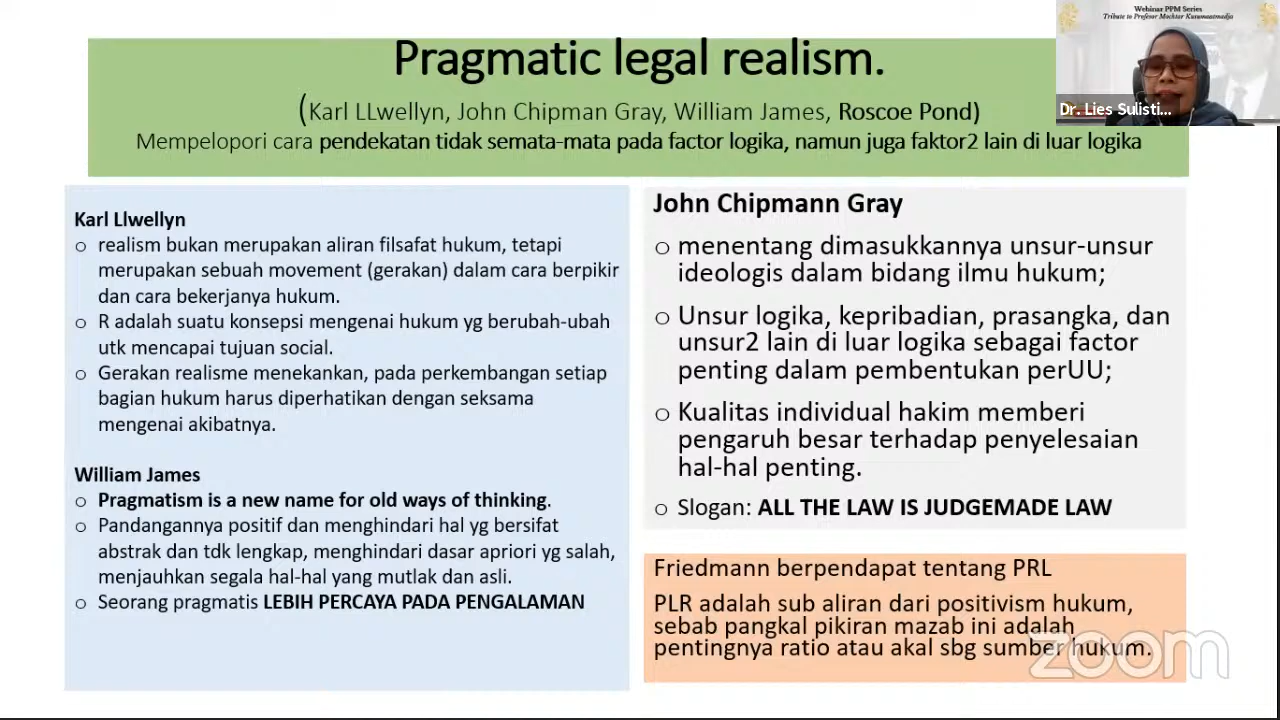 Webinar PPM Series
Tribute to Profesor Mochtar Kusumaatmadja
Dr. Lies Sulisti...
Pragmatic legal realism.
(Karl LLwellyn, John Chipman Gray, William James, Roscoe Pond)
Mempelopori cara pendekatan tidak semata-mata pada factor logika, namun juga faktor2 lain di luar logika
Karl Llwellyn
o realism bukan merupakan aliran filsafat hukum, tetapi
merupakan sebuah movement (gerakan) dalam cara berpikir
dan cara bekerjanya hukum.
o R adalah suatu konsepsi mengenai hukum yg berubah-ubah
utk mencapai tujuan social.
o Gerakan realisme menekankan, pada perkembangan setiap
bagian hukum harus diperhatikan dengan seksama
mengenai akibatnya.
William James
o Pragmatism is a new name for old ways of thinking.
o Pandangannya positif dan menghindari hal yg bersifat
abstrak dan tdk lengkap, menghindari dasar apriori yg salah,
menjauhkan segala hal-hal yang mutlak dan asli.
o Seorang pragmatis LEBIH PERCAYA PADA PENGALAMAN
John Chipmann Gray
o menentang dimasukkannya unsur-unsur
ideologis dalam bidang ilmu hukum;
o Unsur logika, kepribadian, prasangka, dan
unsur2 lain di luar logika sebagai factor
penting dalam pembentukan perUU;
o Kualitas individual hakim memberi
pengaruh besar terhadap penyelesaian
hal-hal penting.
o Slogan: ALL THE LAW IS JUDGEMADE LAW
Friedmann berpendapat tentang PRL
PLR adalah sub aliran dari positivism hukum,
sebab pangkal pikiran mazab ini adalah
pentingnya ratio atau akal sbg sumber hukum.
zoom